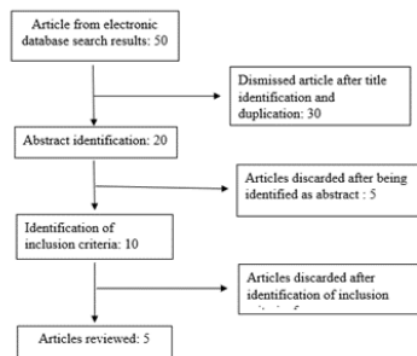 Article from electronic
database search results: 50
Dismissed article after title
identification and
duplication: 30
Abstract identification: 20
Articles discarded after being
identified as abstract : 5
Identification of
inclusion criteria: 10
Articles discarded after
identification of inclusion
Articles reviewed: 5